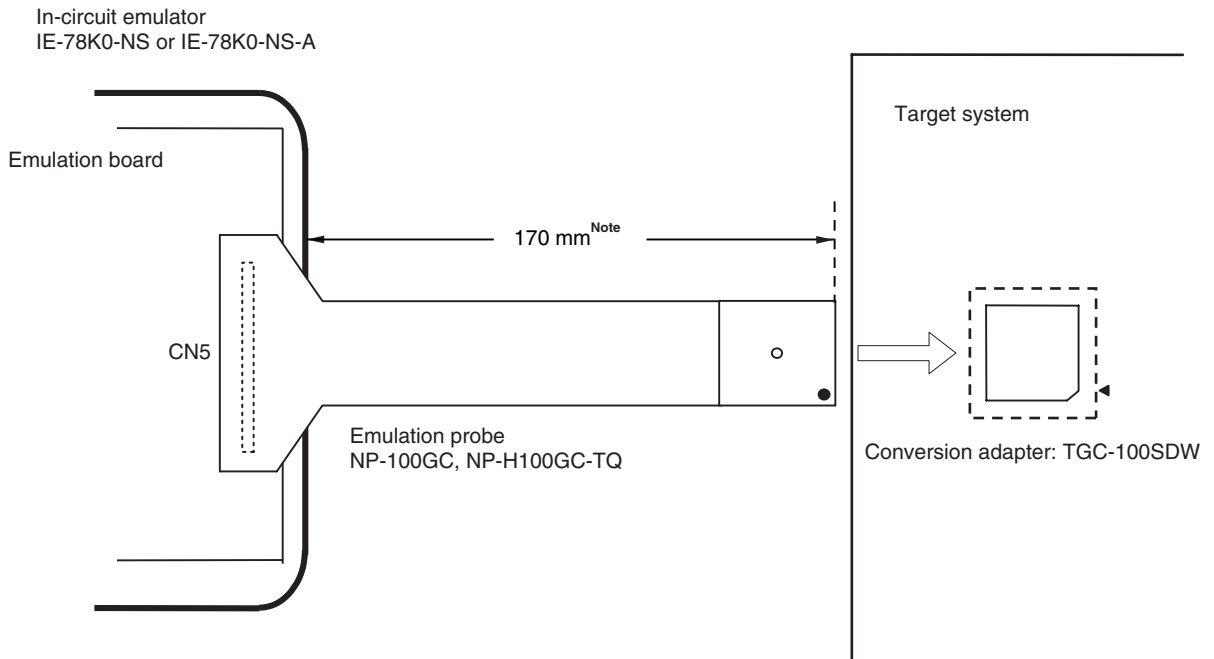 In-circuit emulator
IE-78K0-NS or IE-78K0-NS-A
Target system
Emulation board
170 mmNote
CN5
Emulation probe
NP-100GC, NP-H100GC-TQ
Conversion adapter: TGC-100SDW